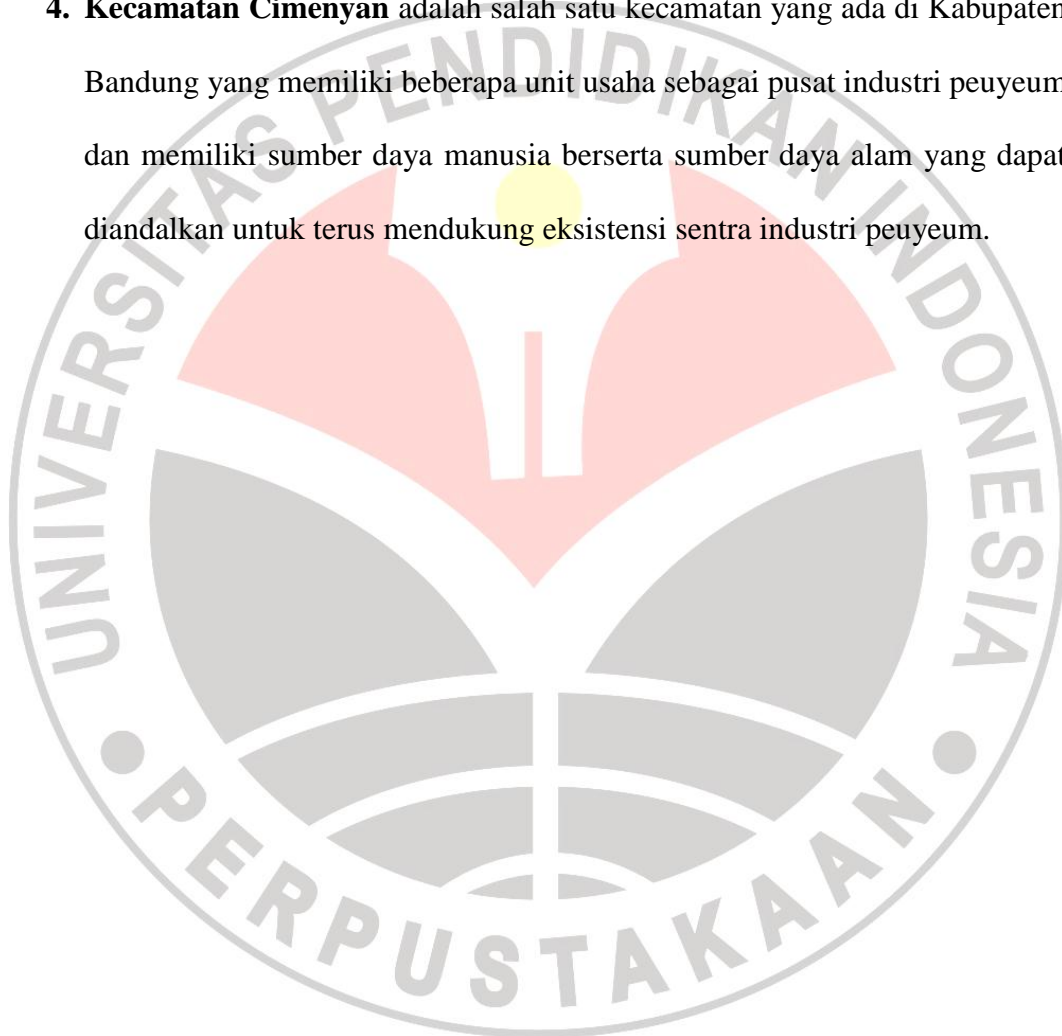 4. Kecamatan Cimenyan adalah salah satu kecamatan yang ada di Kabupaten
Bandung yang memiliki beberapa unit usaha sebagai pusat industri peuyeum
dan memiliki sumber daya manusia berserta sumber daya alam yang dapat
diandalkan untuk terus mendukung eksistensi sentra industri peuyeum.
UNIVERSITAS PENDIDIKAN INDONESIA
PERPUSTAKAAN